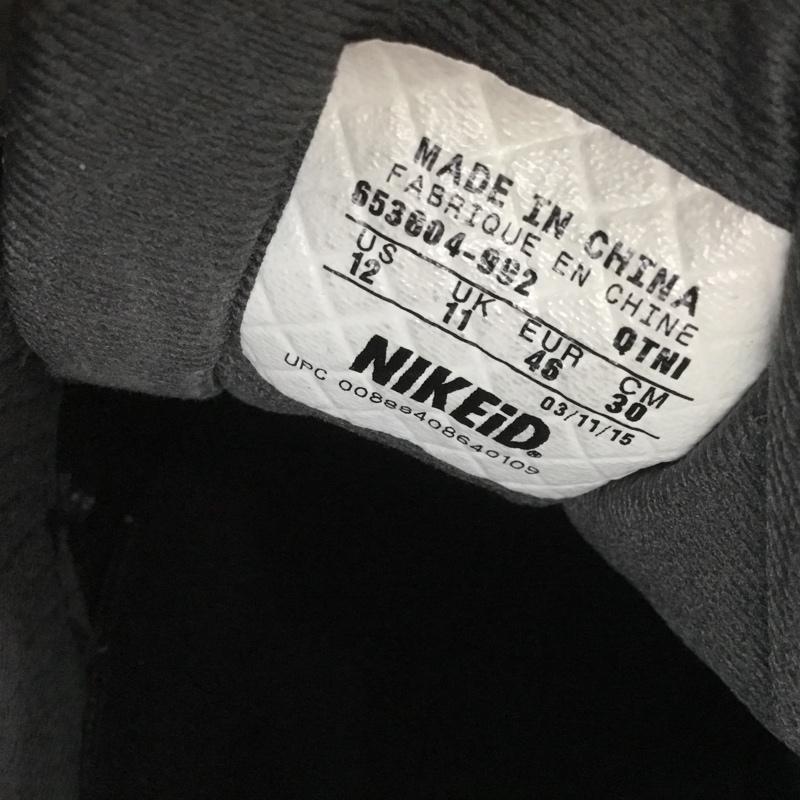 MADE IN CHINA
FABRIQUE EN CHINE
653604-992 QTNI
US UK EUR CM
12 11 46 30
NIKEiD® 03/11/15
UPC 00889408640109